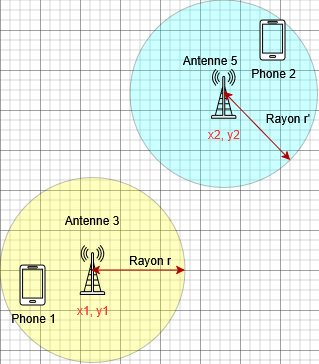 Antenne 5
Phone 2
Rayon r'
x2, y2
Antenne 3
Rayon r
x1, y1
Phone 1